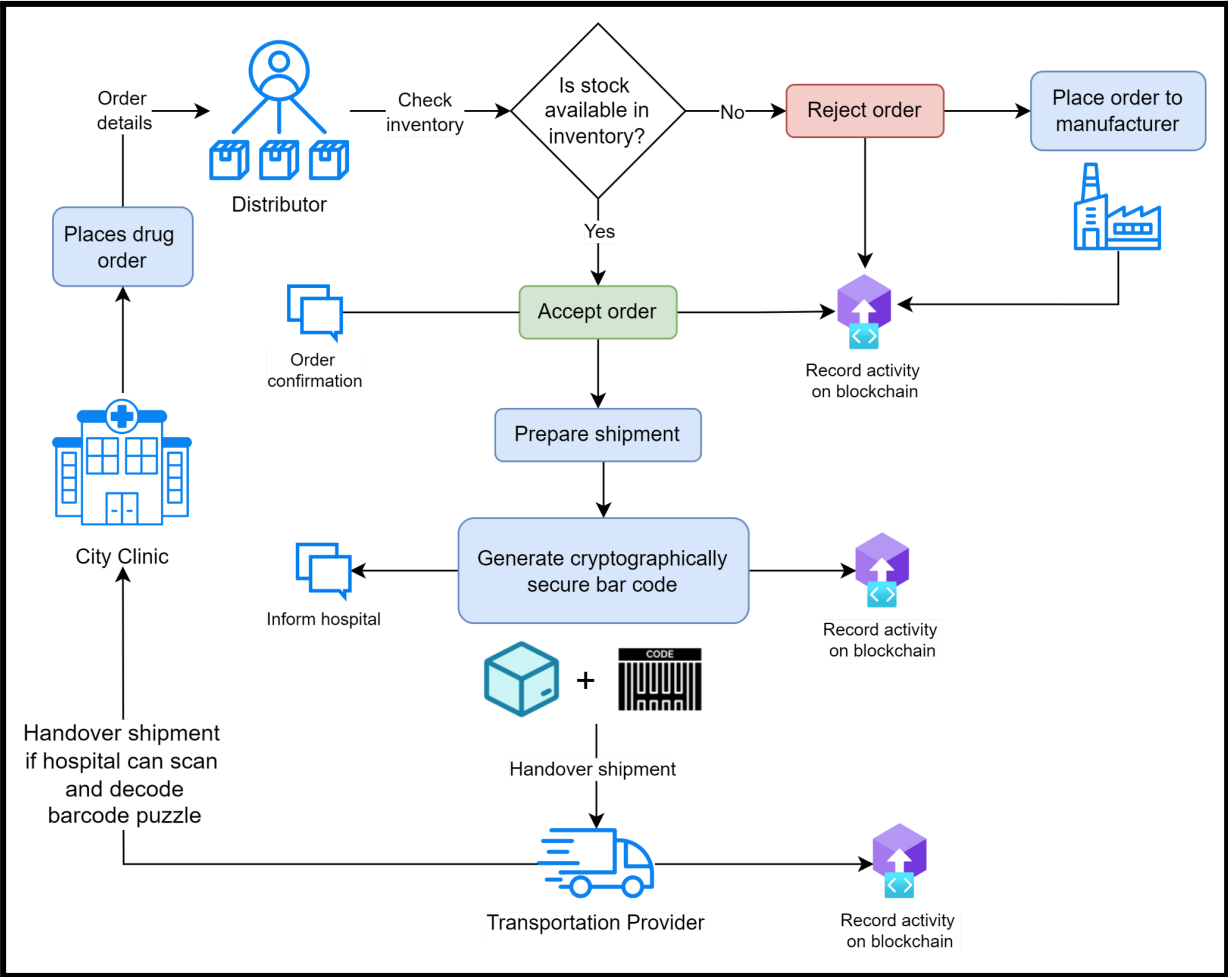 Order
details
Check
inventory
Is stock
available in
inventory?
No
Reject order
Place order to
manufacturer
Distributor
Places drug
order
Yes
Accept order
Order
confirmation
Record activity
on blockchain
Prepare shipment
City Clinic
Generate cryptographically
secure bar code
Inform hospital
Record activity
on blockchain
+
CODE
Handover shipment
if hospital can scan
and decode
barcode puzzle
Handover shipment
Transportation Provider
Record activity
on blockchain